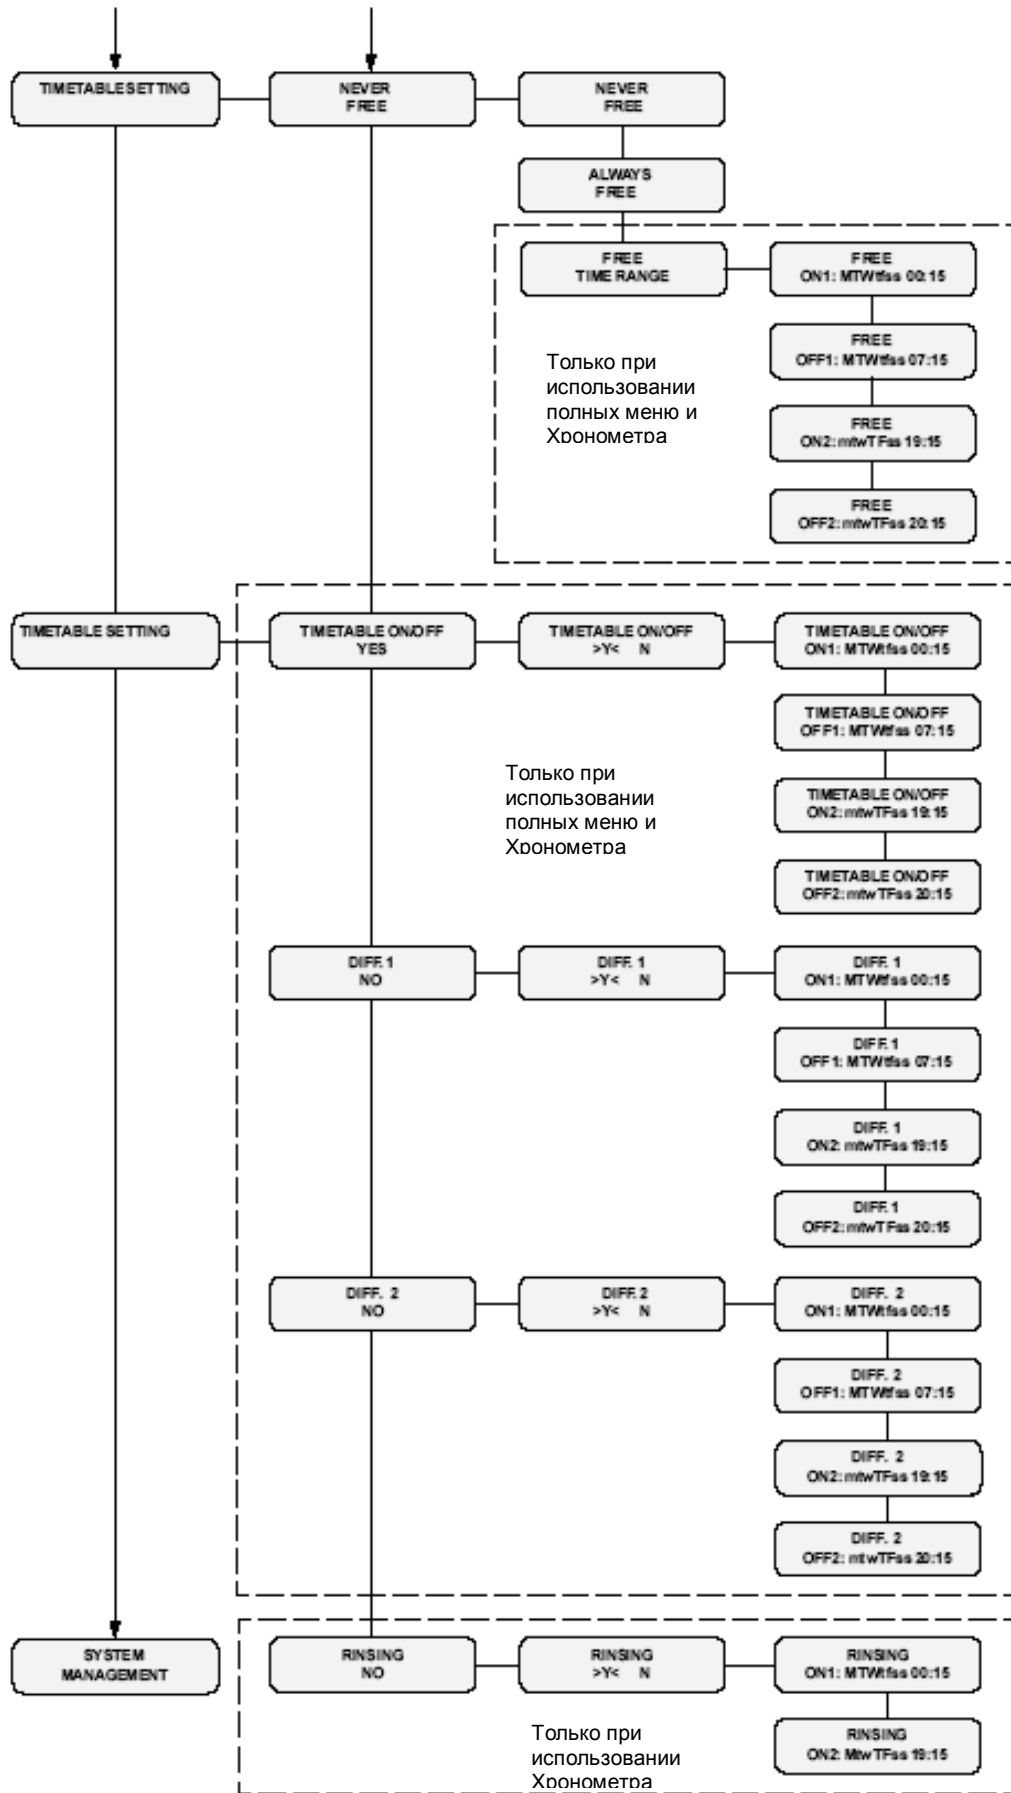 TIMETABLE SETTING
NEVER
FREE
NEVER
FREE
ALWAYS
FREE
FREE
TIME RANGE
FREE
ON1: MTWtfss 00:15
FREE
OFF1: MTWtfss 07:15
FREE
ON2: mtwTFss 19:15
FREE
OFF2: mtwTFss 20:15
Только при
использовании
полных меню и
Хронометра
TIMETABLE SETTING
TIMETABLE ON/OFF
YES
TIMETABLE ON/OFF
>Y< N
TIMETABLE ON/OFF
ON1: MTWtfss 00:15
TIMETABLE ON/OFF
OFF1: MTWtfss 07:15
TIMETABLE ON/OFF
ON2: mtwTFss 19:15
TIMETABLE ON/OFF
OFF2: mtwTFss 20:15
Только при
использовании
полных меню и
Хронометра
DIFF. 1
NO
DIFF. 1
>Y< N
DIFF. 1
ON1: MTWtfss 00:15
DIFF. 1
OFF1: MTWtfss 07:15
DIFF. 1
ON2: mtwTFss 19:15
DIFF. 1
OFF2: mtwTFss 20:15
DIFF. 2
NO
DIFF. 2
>Y< N
DIFF. 2
ON1: MTWtfss 00:15
DIFF. 2
OFF1: MTWtfss 07:15
DIFF. 2
ON2: mtwTFss 19:15
DIFF. 2
OFF2: mtwTFss 20:15
SYSTEM
MANAGEMENT
RINSING
NO
RINSING
>Y< N
RINSING
ON1: MTWtfss 00:15
RINSING
ON2: MtwTFss 19:15
Только при
использовании
Хронометра